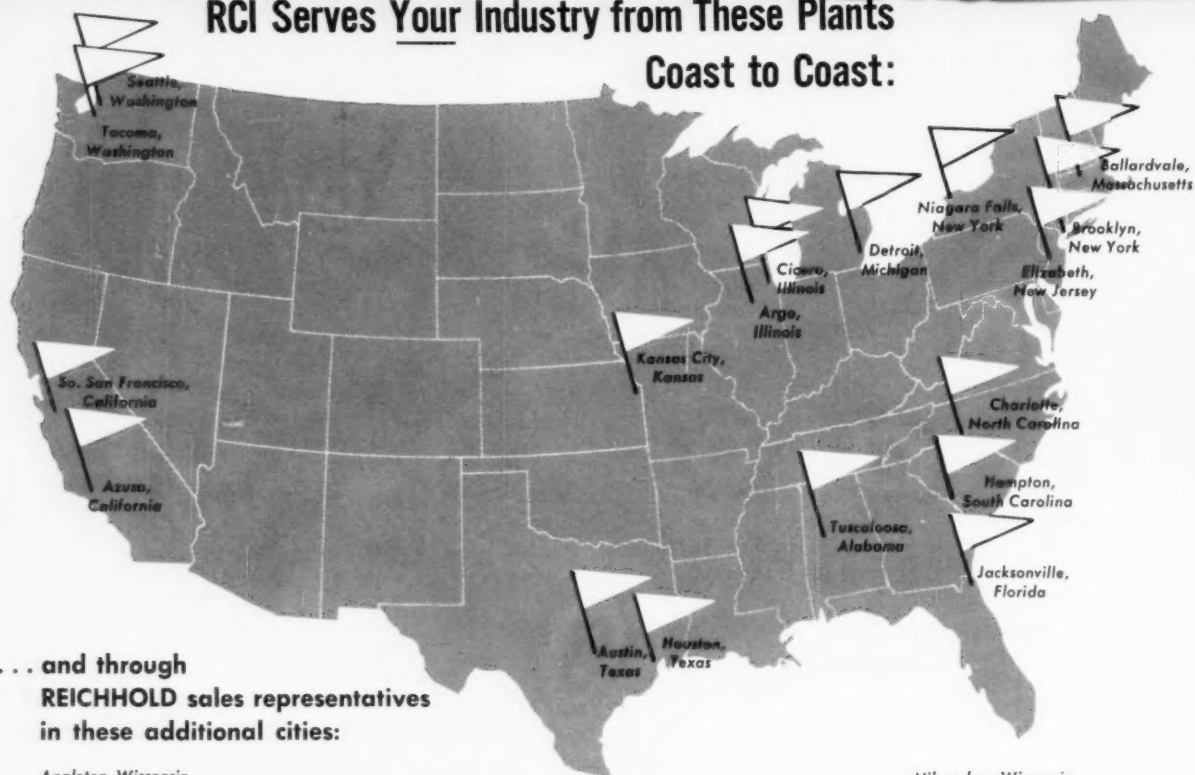 RCI Serves Your Industry from These Plants
Coast to Coast:
Seattle,
Washington
Tacoma,
Washington
Ballardvale,
Massachusetts
Niagara Falls,
New York
Brooklyn,
New York
Detroit,
Michigan
Elizabeth,
New Jersey
Cicero,
Illinois
Argo,
Illinois
Kansas City,
Kansas
So. San Francisco,
California
Charlotte,
North Carolina
Azusa,
California
Hampton,
South Carolina
Tuscaloosa,
Alabama
Jacksonville,
Florida
Austin,
Texas
Houston,
Texas
... and through
REICHHOLD sales representatives
in these additional cities: